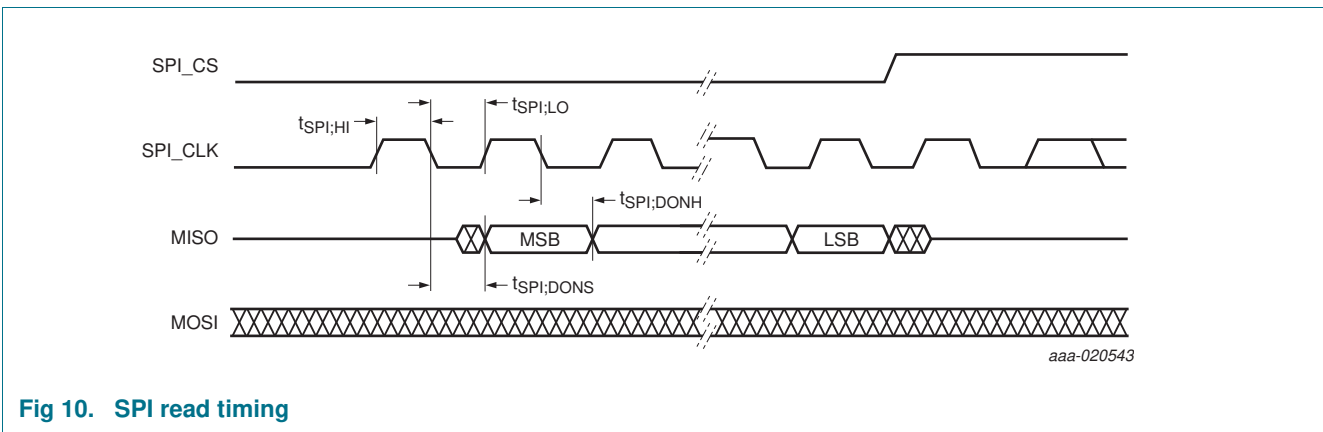 SPI_CS
tSPI;HI
tSPI;LO
SPI_CLK
tSPI;DONH
MISO
MSB
LSB
tSPI;DONS
MOSI
aaa-020543
Fig 10. SPI read timing